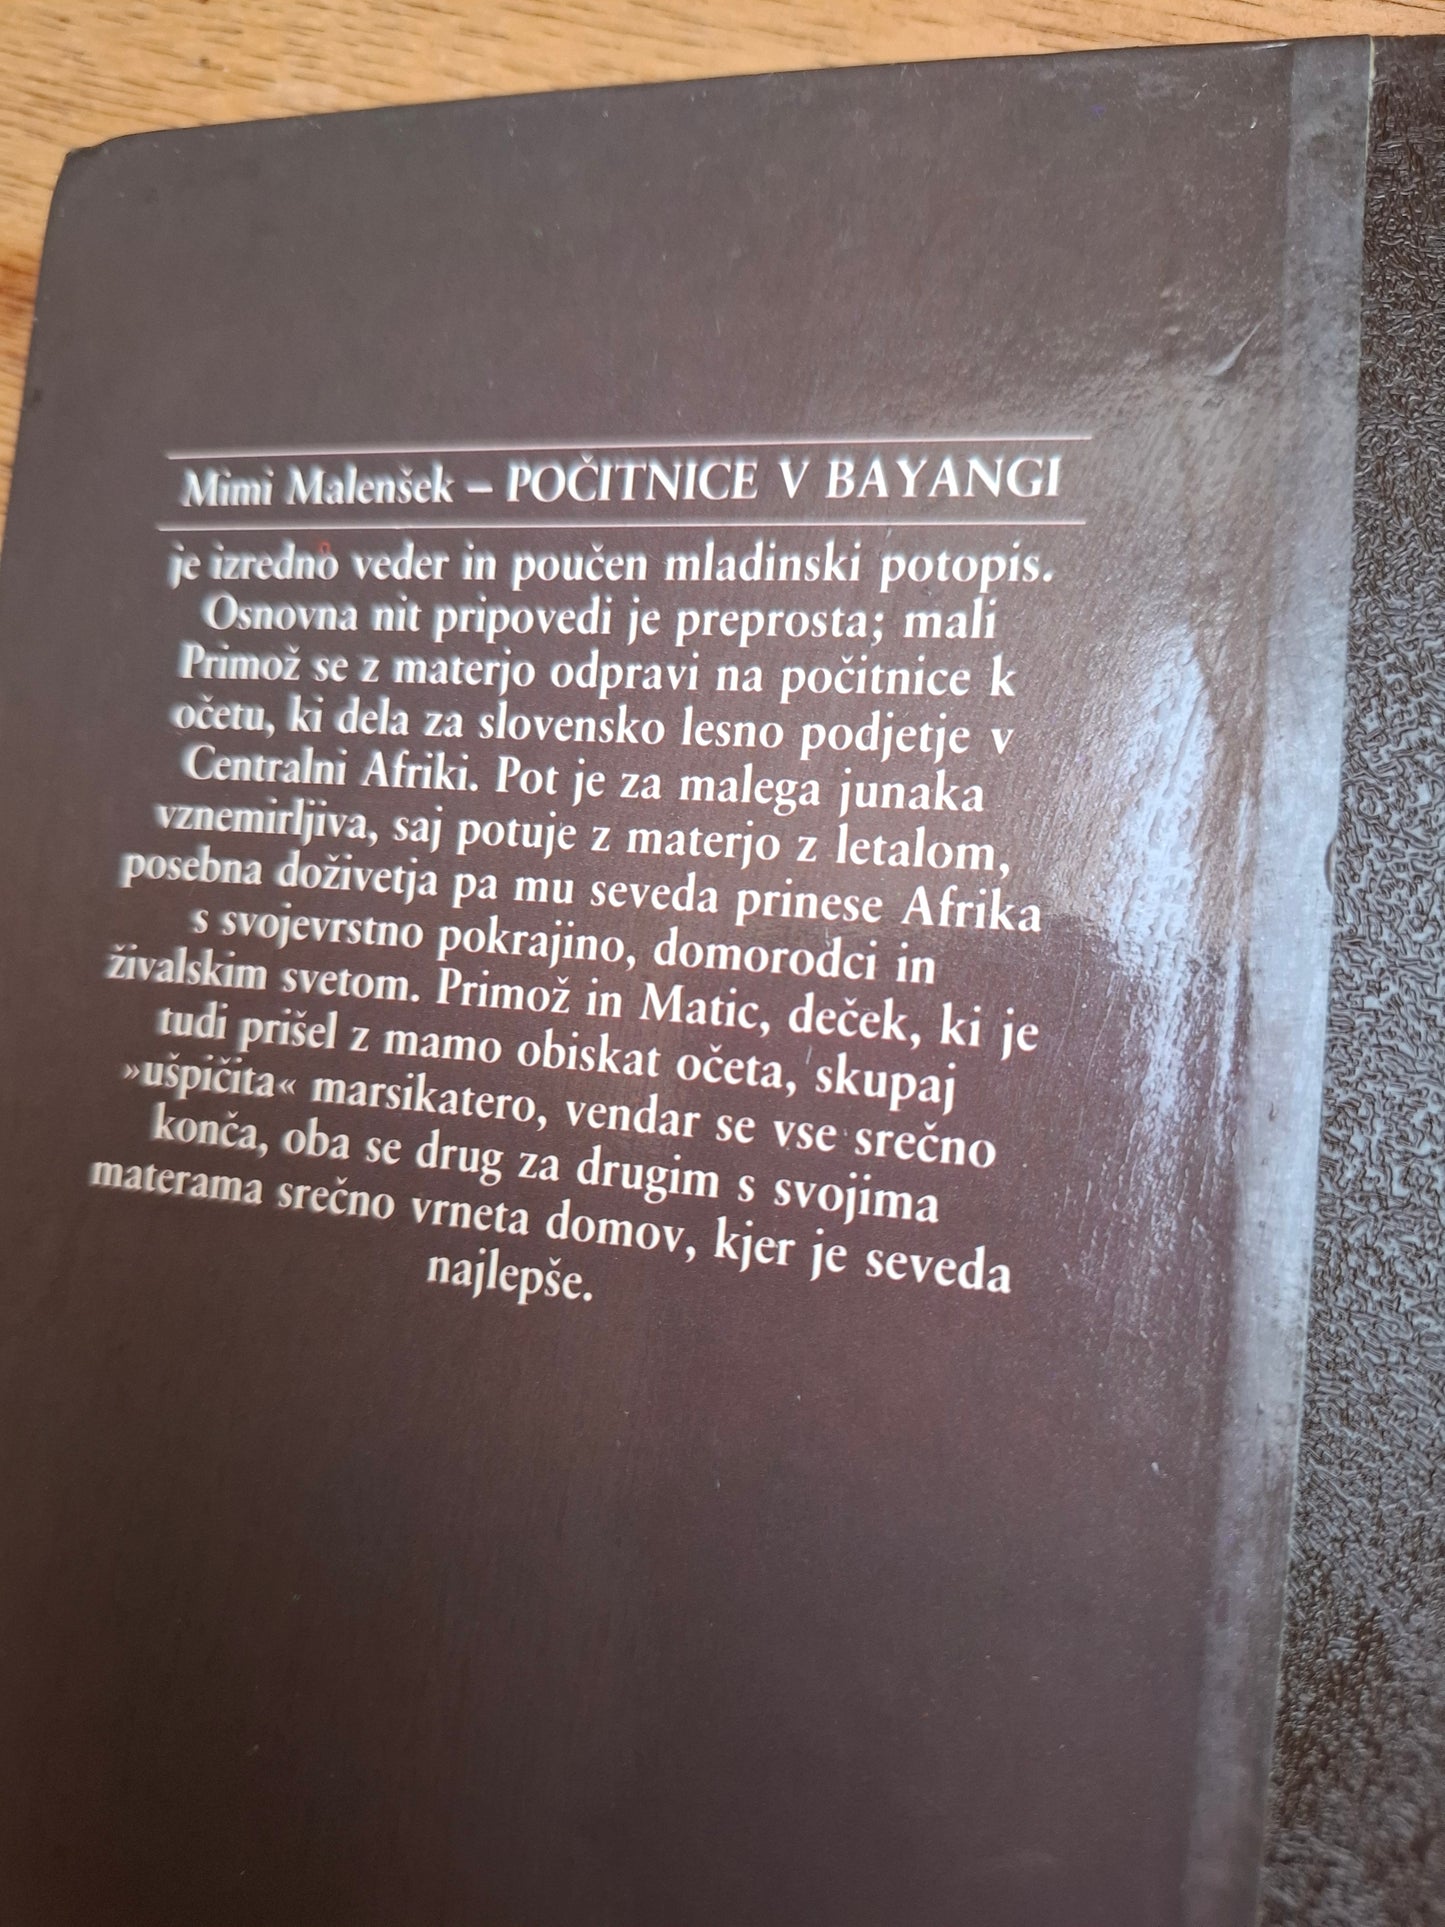 Mimi Malenšek – POČITNICE V BAYANGI
je izredno veder in poučen mladinski potopis.
Osnovna nit pripovedi je preprosta; mali
Primož se z materjo odpravi na počitnice k
očetu, ki dela za slovensko lesno podjetje v
Centralni Afriki. Pot je za malega junaka
vznemirljiva, saj potuje z materjo z letalom,
posebna doživetja pa mu seveda prinese Afrika
s svojevrstno pokrajino, domorodci in
živalskim svetom. Primož in Matic, deček, ki je
tudi prišel z mamo obiskat očeta, skupaj
»ušpičita« marsikatero, vendar se vse srečno
konča, oba se drug za drugim s svojima
materama srečno vrneta domov, kjer je seveda
najlepše.